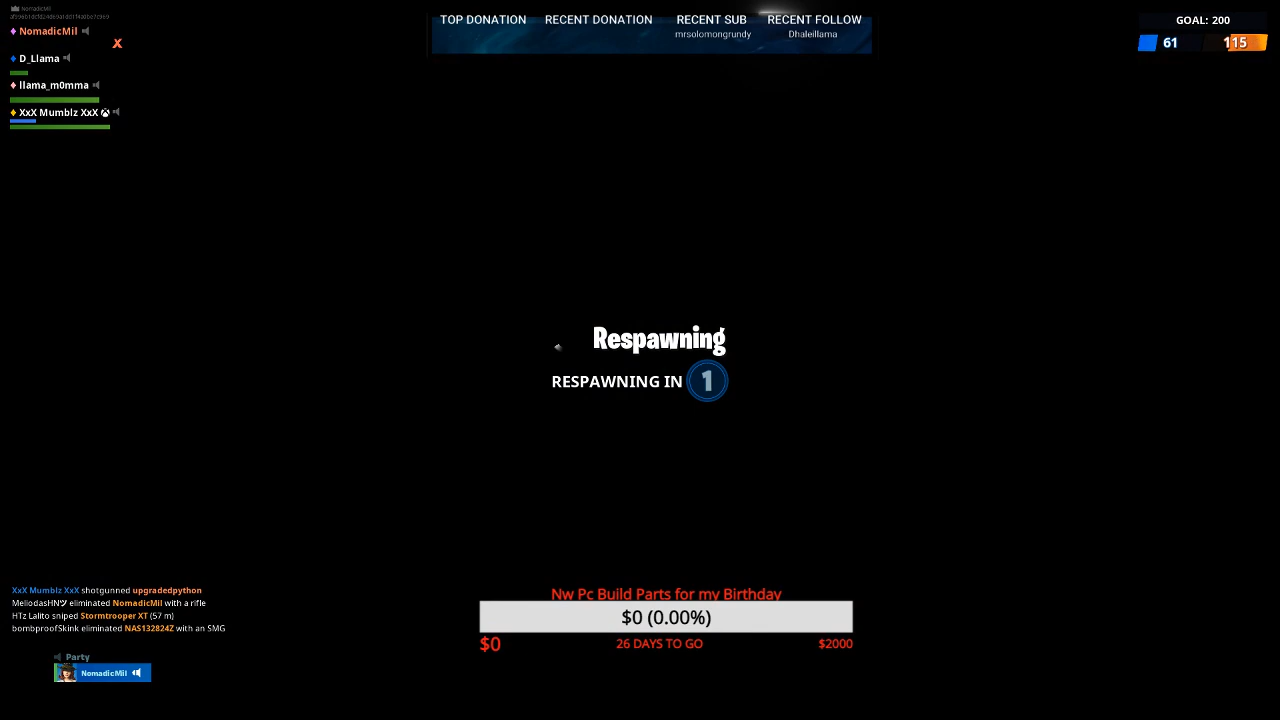 NomadicMil
NomadicMil
D_Llama
llama_m0mma
XxX Mumblz XxX
TOP DONATION RECENT DONATION RECENT SUB RECENT FOLLOW
mrsolomongrundy Dhaleillama
GOAL: 200
61 115
Respawning
RESPAWNING IN 1
XxX Mumblz XxX shotgunned upgradedpython
MeliodasHNツ eliminated NomadicMil with a rifle
HTz Lalito sniped Stormtrooper XT (57 m)
bombproofSkink eliminated NAS132824Z with an SMG
Nw Pc Build Parts for my Birthday
$0 (0.00%)
$0 26 DAYS TO GO $2000
Party
NomadicMil